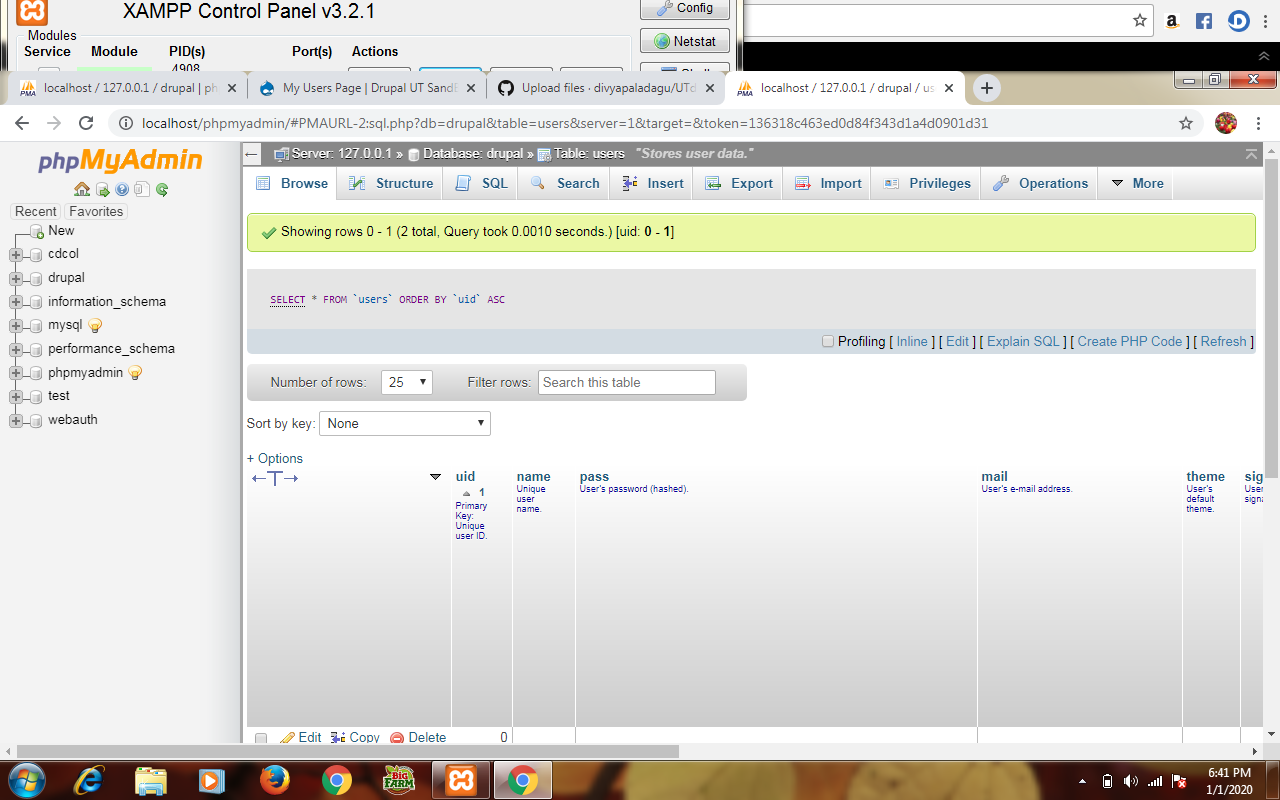 XAMPP Control Panel v3.2.1
Config
Modules
Service Module PID(s) Port(s) Actions
Netstat
4908
localhost / 127.0.0.1 / drupal | ph
My Users Page | Drupal UT Sand
Upload files · divyapaladagu/UTd
localhost / 127.0.0.1 / drupal / us
localhost/phpmyadmin/#PMAURL-2:sql.php?db=drupal&table=users&server=1&target=&token=136318c463ed0d84f343d1a4d0901d31
phpMyAdmin
Recent Favorites
New
cdcol
drupal
information_schema
mysql
performance_schema
phpmyadmin
test
webauth
Server: 127.0.0.1 » Database: drupal » Table: users "Stores user data."
Browse Structure SQL Search Insert Export Import Privileges Operations More
Showing rows 0 - 1 (2 total, Query took 0.0010 seconds.) [uid: 0 - 1]
SELECT * FROM `users` ORDER BY `uid` ASC
Profiling [ Inline ] [ Edit ] [ Explain SQL ] [ Create PHP Code ] [ Refresh ]
Number of rows: 25 Filter rows: Search this table
Sort by key: None
+ Options
uid 1
Primary
Key:
Unique
user ID.
name
Unique
user
name.
pass
User's password (hashed).
mail
User's e-mail address.
theme
User's
default
theme.
sig
User
signa
Edit Copy Delete 0
BIG
FARM
6:41 PM
1/1/2020